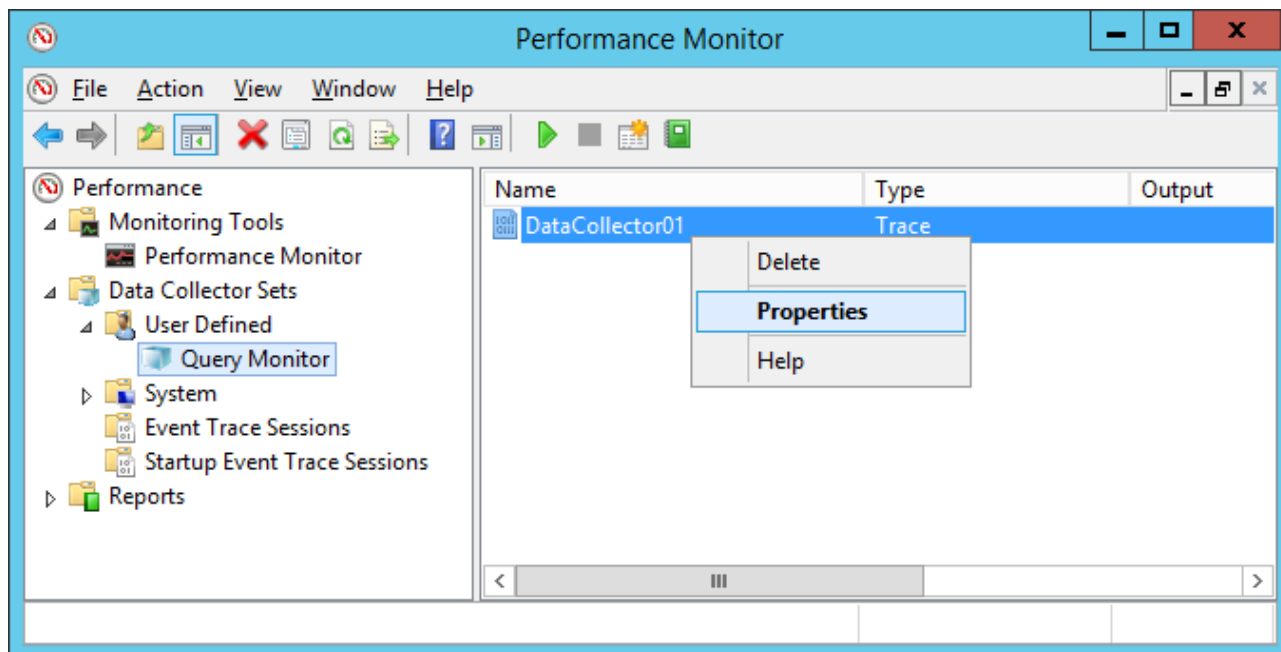 Performance Monitor
File Action View Window Help
Performance
Monitoring Tools
Performance Monitor
Data Collector Sets
User Defined
Query Monitor
System
Event Trace Sessions
Startup Event Trace Sessions
Reports
Name Type Output
DataCollector01 Trace
Delete
Properties
Help